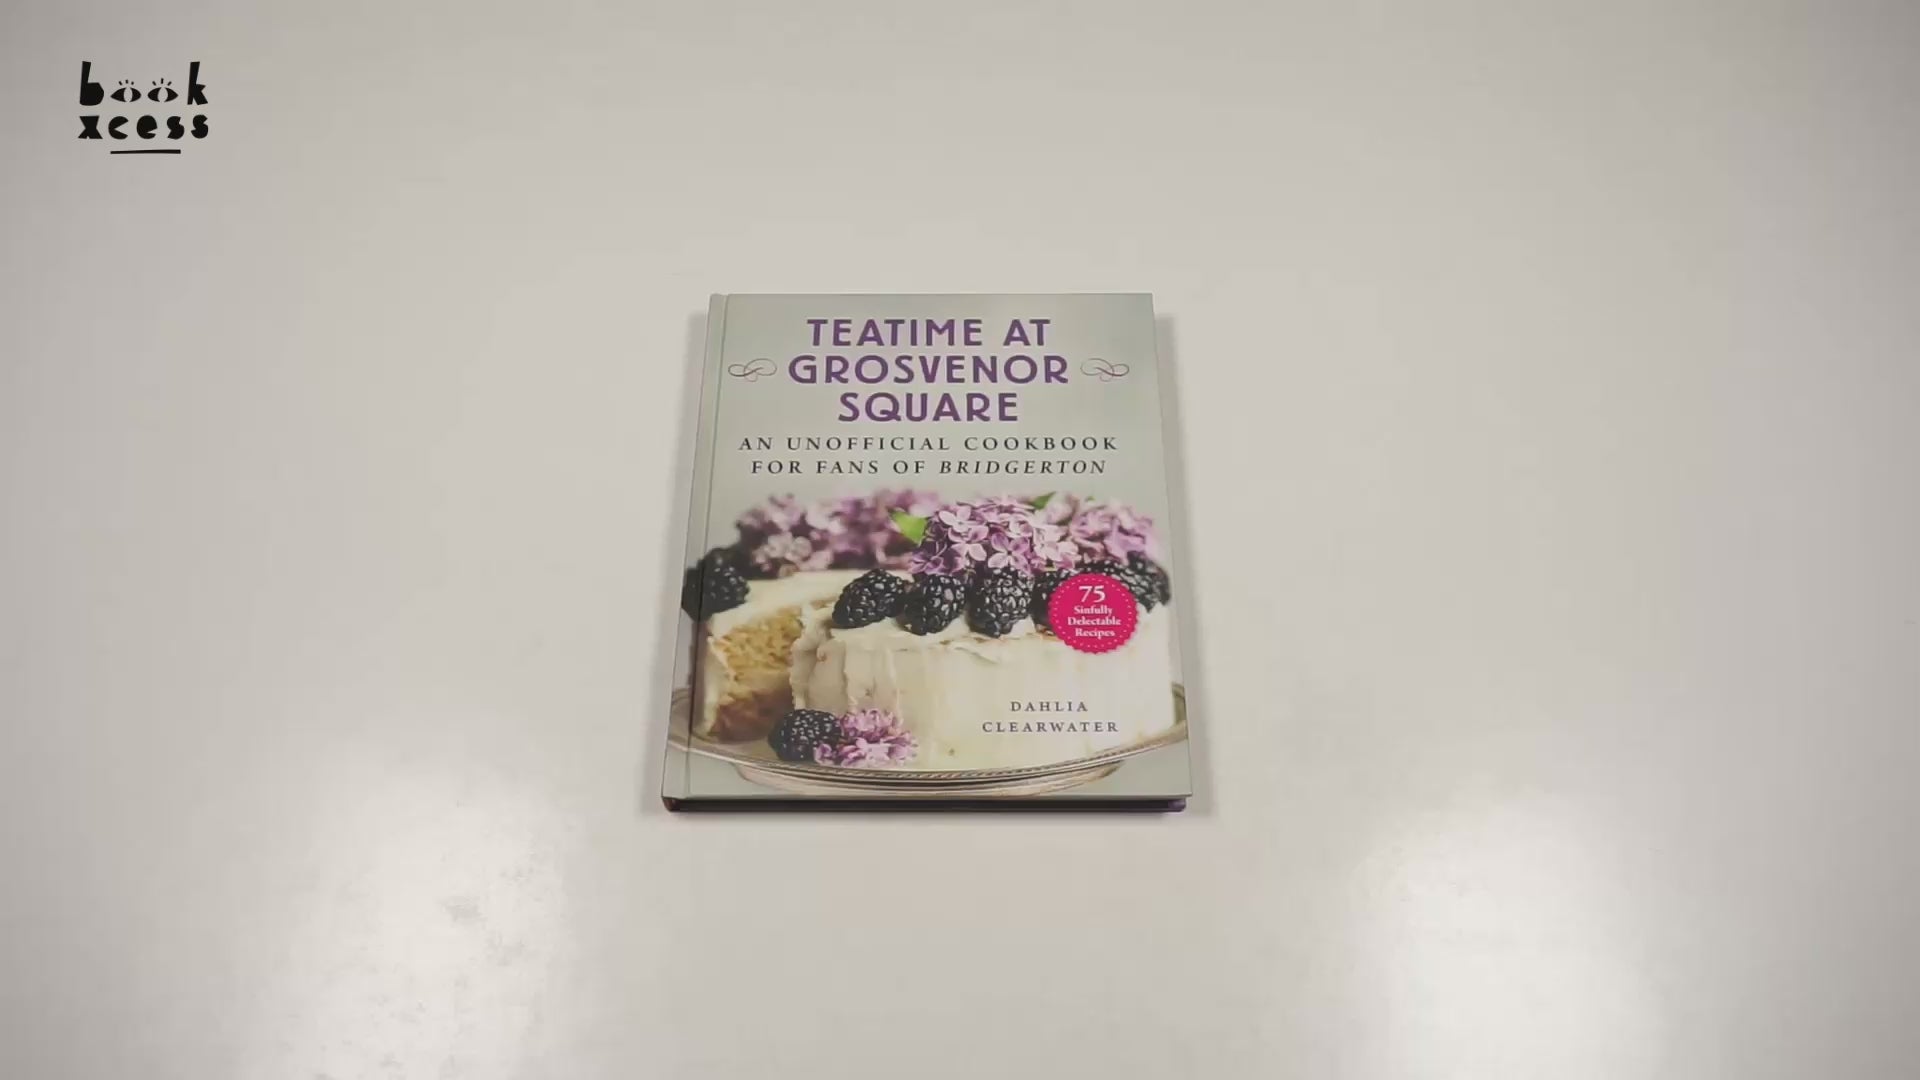 book
xcess
TEATIME AT
GROSVENOR
SQUARE
AN UNOFFICIAL COOKBOOK
FOR FANS OF BRIDGERTON
75
Sinfully
Delectable
Recipes
DAHLIA
CLEARWATER